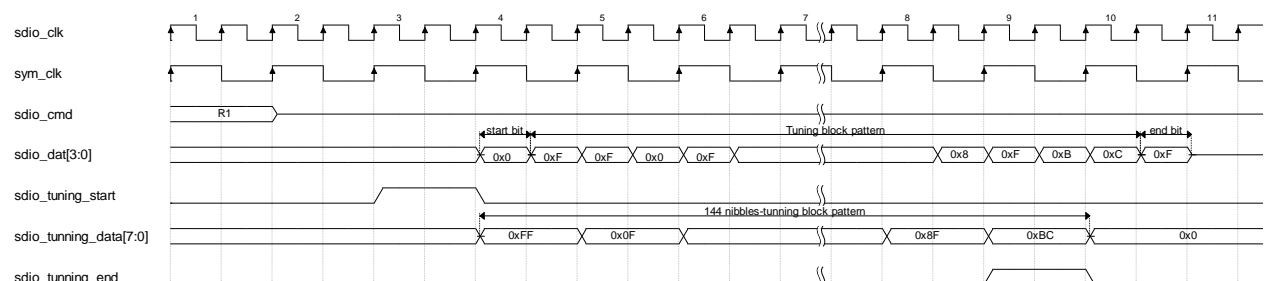 1 2 3 4 5 6 7 8 9 10 11
sdio_clk
sym_clk
sdio_cmd R1
start bit Tuning block pattern end bit
sdio_dat[3:0] 0x0 0xF 0xF 0x0 0xF 0x8 0xF 0xB 0xC 0xF
sdio_tuning_start
144 nibbles-tunning block pattern
sdio_tunning_data[7:0] 0xFF 0x0F 0x8F 0xBC 0x0
sdio_tunning_end